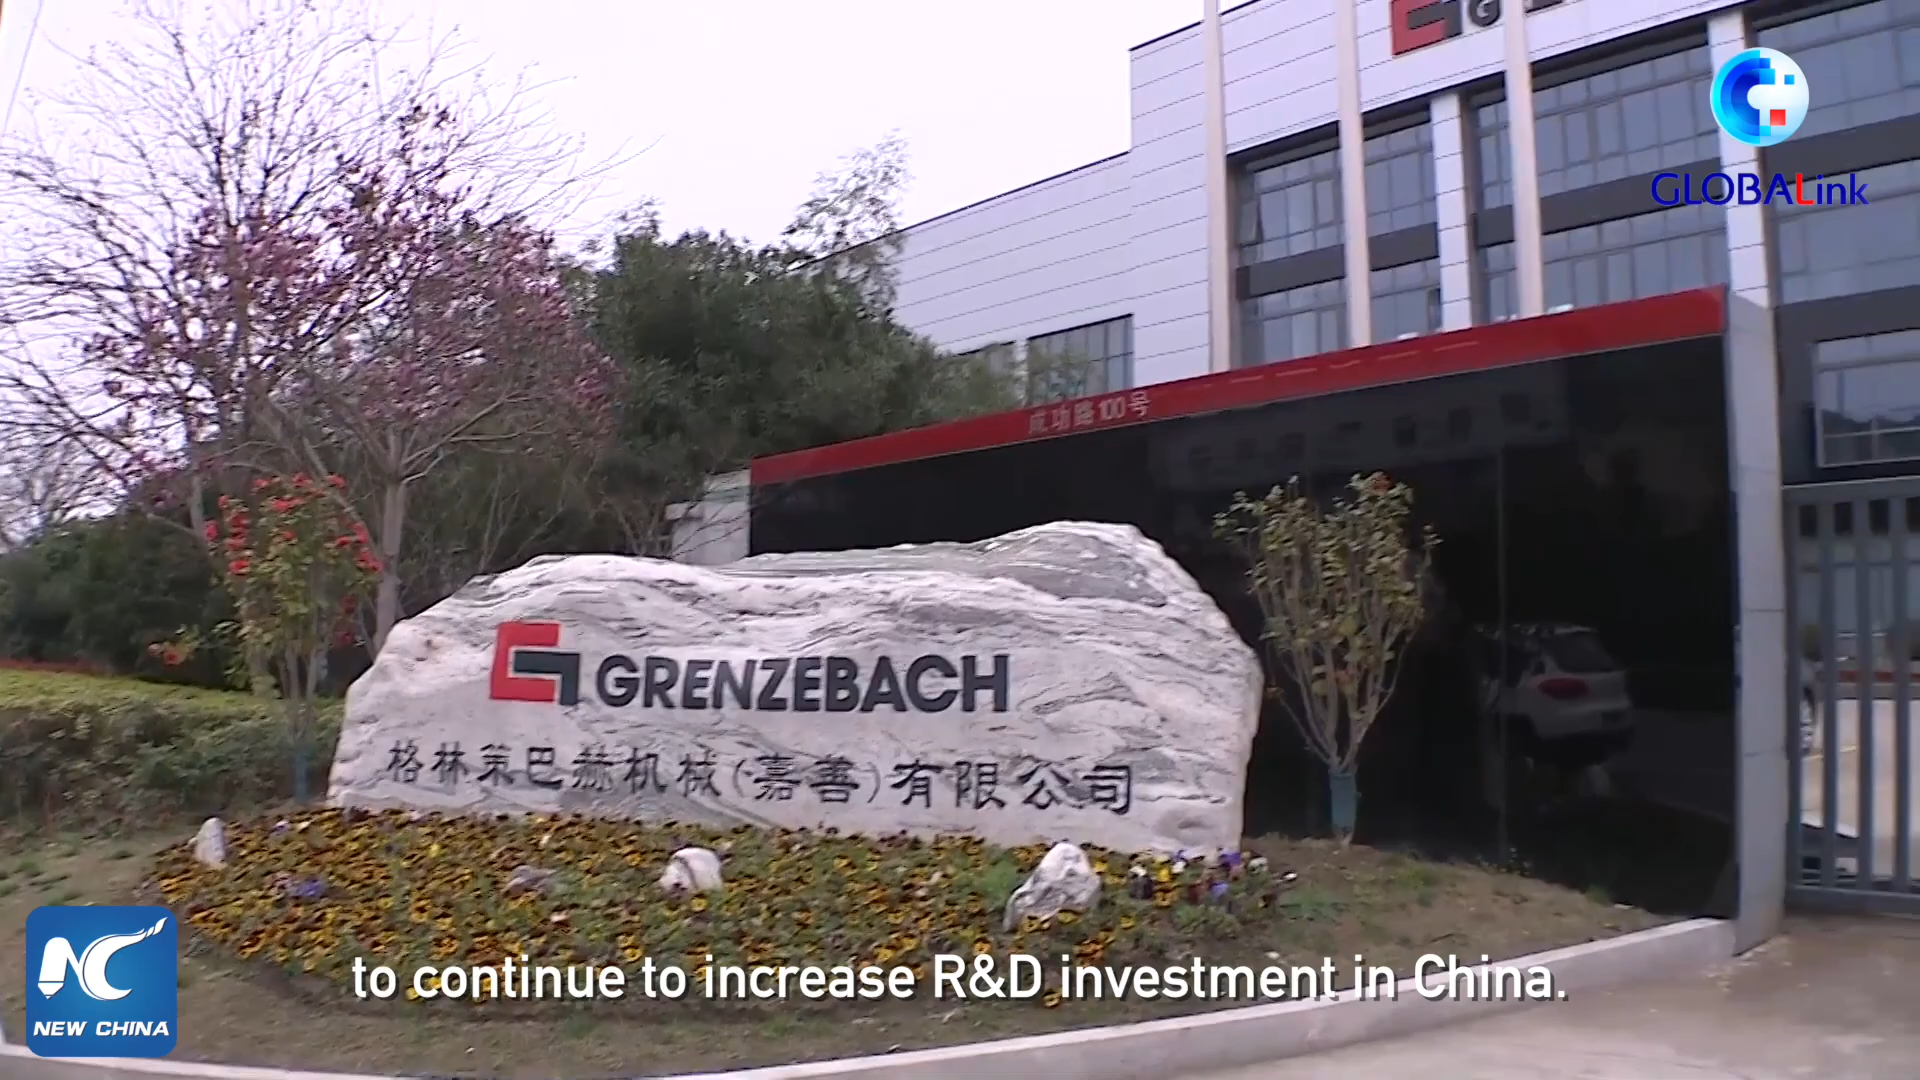 GLOBALink
成功路100号
GRENZEBACH
格林策巴赫机械(嘉善)有限公司
to continue to increase R&D investment in China.
NEW CHINA